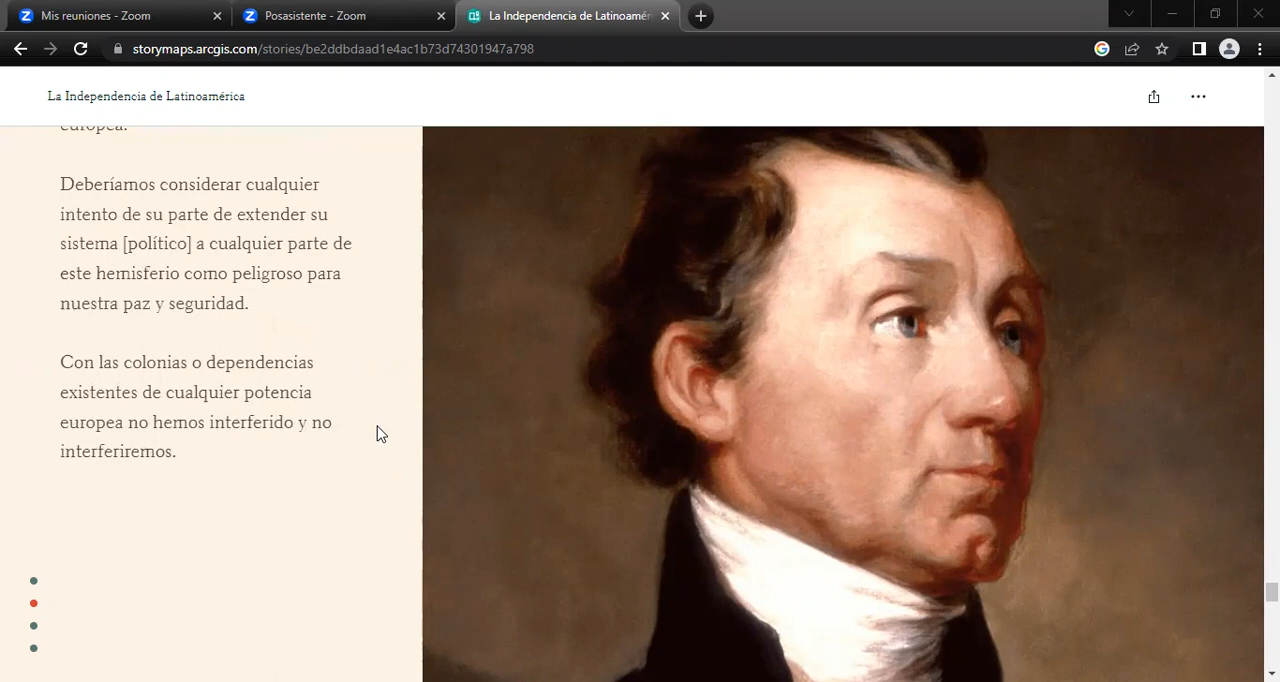 Mis reuniones - Zoom
Posasistente - Zoom
La Independencia de Latinoamér
storymaps.arcgis.com/stories/be2ddbdaad1e4ac1b73d74301947a798
La Independencia de Latinoamérica
europea.
Deberíamos considerar cualquier
intento de su parte de extender su
sistema [político] a cualquier parte de
este hemisferio como peligroso para
nuestra paz y seguridad.
Con las colonias o dependencias
existentes de cualquier potencia
europea no hemos interferido y no
interferiremos.